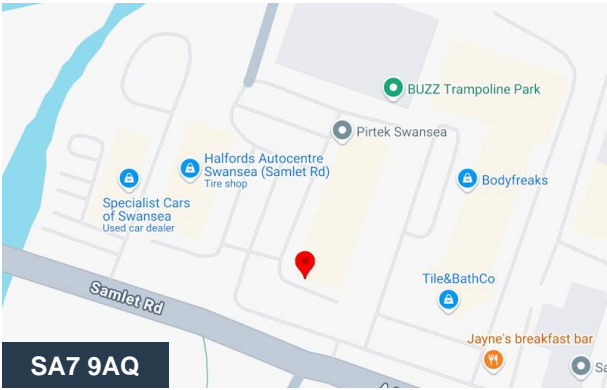 BUZZ Trampoline Park
Pirtek Swansea
Halfords Autocentre
Swansea (Samlet Rd)
Tire shop
Bodyfreaks
Specialist Cars
of Swansea
Used car dealer
Tile&BathCo
Samlet Rd
Jayne's breakfast bar
SA7 9AQ